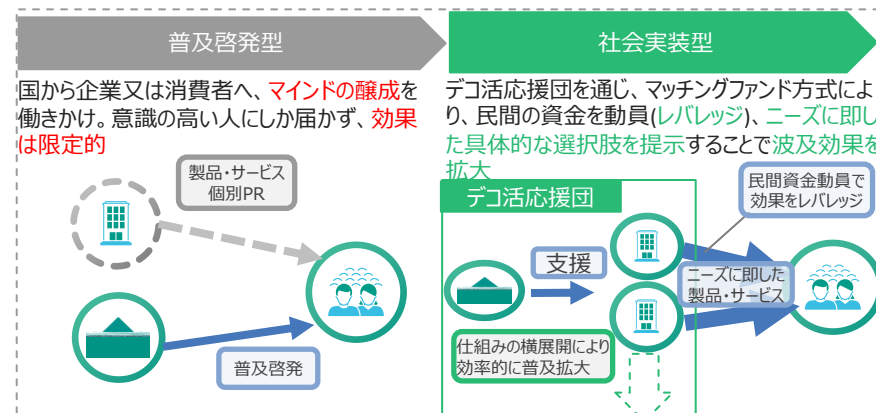 普及啓発型
国から企業又は消費者へ、マインドの醸成を
働きかけ。意識の高い人にしか届かず、効果
は限定的
製品・サービス
個別PR
普及啓発
社会実装型
デコ活応援団を通じ、マッチングファンド方式によ
り、民間の資金を動員(レバレッジ)、ニーズに即し
た具体的な選択肢を提示することで波及効果を
拡大
民間資金動員で
効果をレバレッジ
デコ活応援団
支援
ニーズに即した
製品・サービス
仕組みの横展開により
効率的に普及拡大